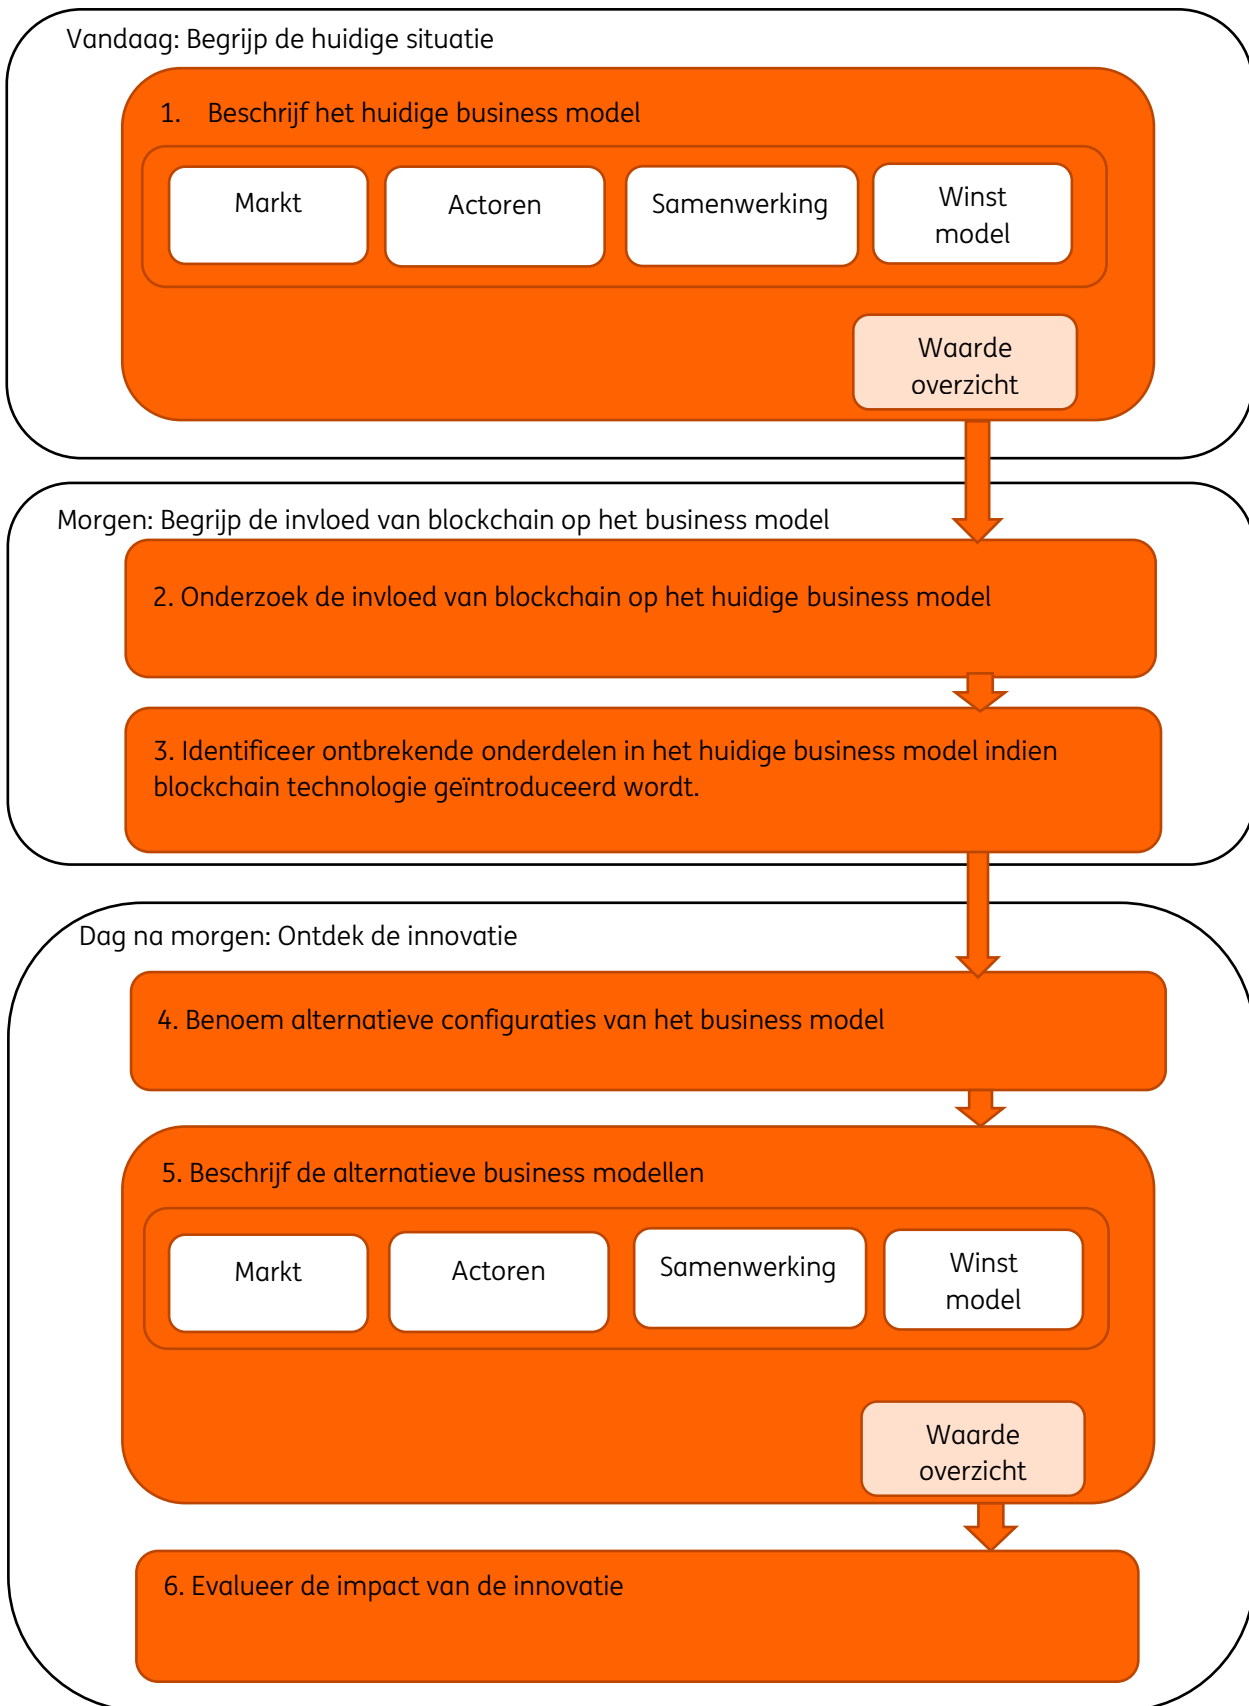 Vandaag: Begrijp de huidige situatie
1. Beschrijf het huidige business model
Markt
Actoren
Samenwerking
Winst
model
Waarde
overzicht
Morgen: Begrijp de invloed van blockchain op het business model
2. Onderzoek de invloed van blockchain op het huidige business model
3. Identificeer ontbrekende onderdelen in het huidige business model indien
blockchain technologie geïntroduceerd wordt.
Dag na morgen: Ontdek de innovatie
4. Benoem alternatieve configuraties van het business model
5. Beschrijf de alternatieve business modellen
Markt
Actoren
Samenwerking
Winst
model
Waarde
overzicht
6. Evalueer de impact van de innovatie